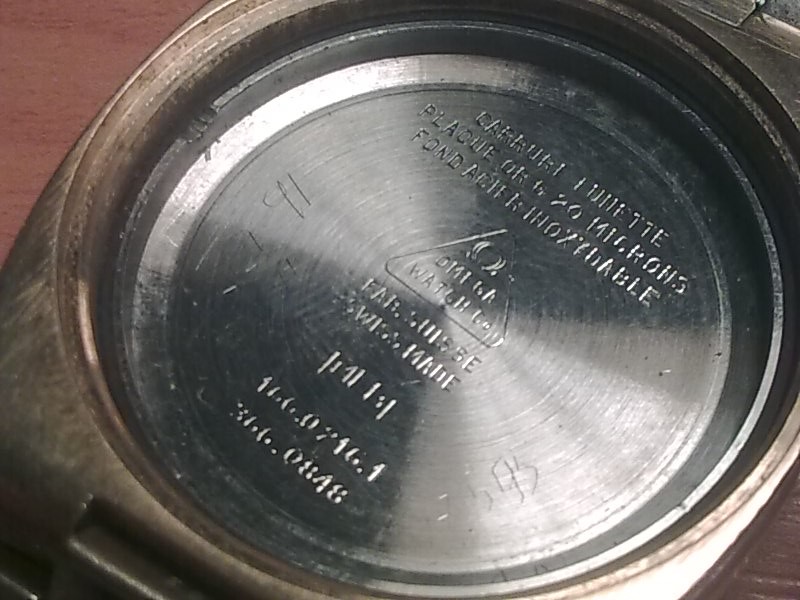 CARRURE LUNETTE
PLAQUE OR G 20 MICRONS
FOND ACIER INOXYDABLE
Ω
OMEGA
WATCH Co
FAB. SUISSE
SWISS MADE
166.0216.1
366.0848